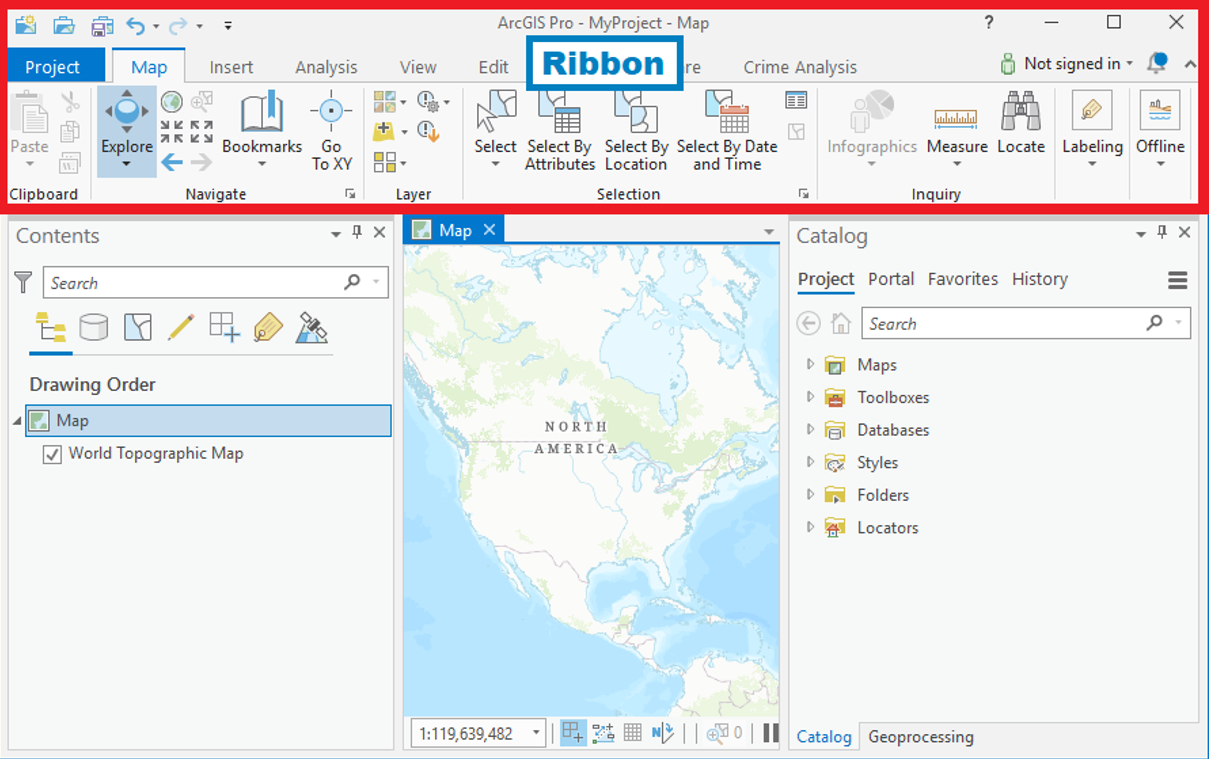 ArcGIS Pro - MyProject - Map
?
Project Map Insert Analysis View Edit Ribbon re Crime Analysis Not signed in
Paste Explore Bookmarks Go To XY Select Select By Attributes Select By Location Select By Date and Time Infographics Measure Locate Labeling Offline
Clipboard Navigate Layer Selection Inquiry
Contents
Search
Drawing Order
Map
World Topographic Map
Map
NORTH
AMERICA
1:119,639,482
N
0
Catalog
Project Portal Favorites History
Search
Maps
Toolboxes
Databases
Styles
Folders
Locators
Catalog Geoprocessing